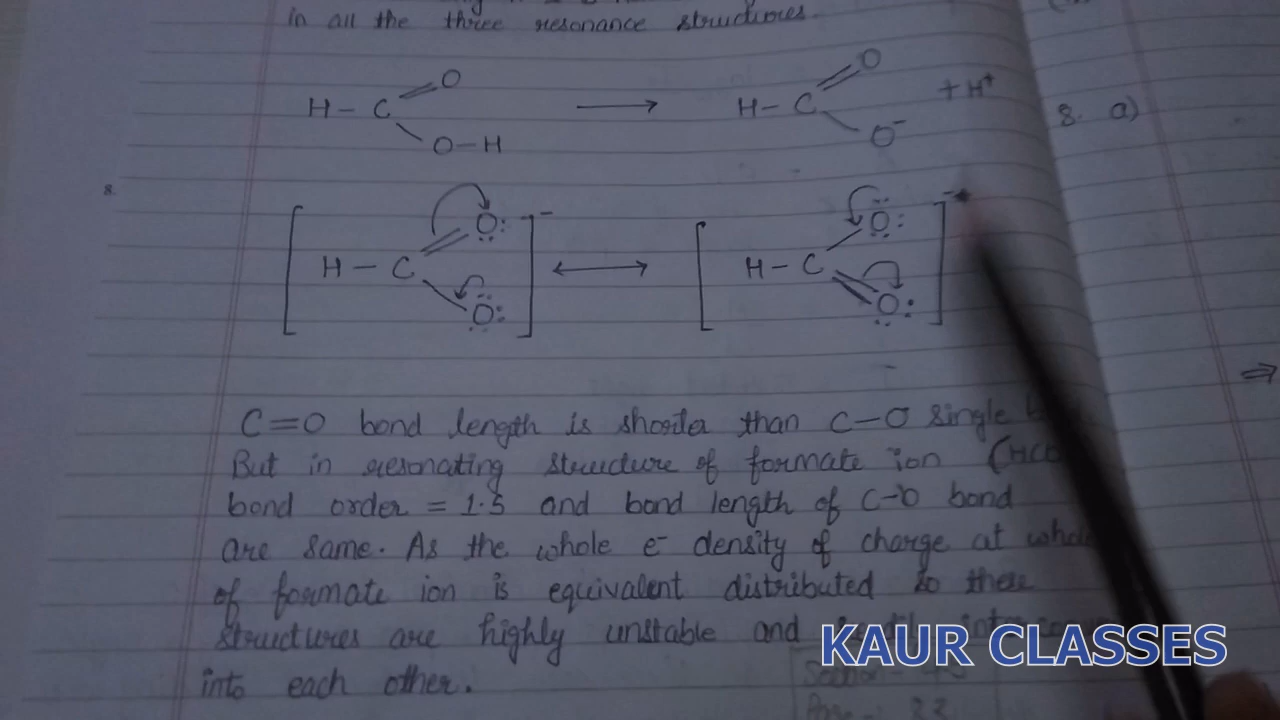 in all the three resonance structures.
H - C = O O - H → H - C = O O⁻ + H⁺
8. a)
8.
[ H - C = O: O: ]⁻ ↔ [ H - C O: = O: ]⁻
⇒
C=O bond length is shorter than C-O single
But in resonating structure of formate ion (HCO
bond order = 1.5 and bond length of C-O bond
are same. As the whole e⁻ density of charge at whole
of formate ion is equivalent distributed so these
structures are highly unstable and
into each other.
KAUR CLASSES